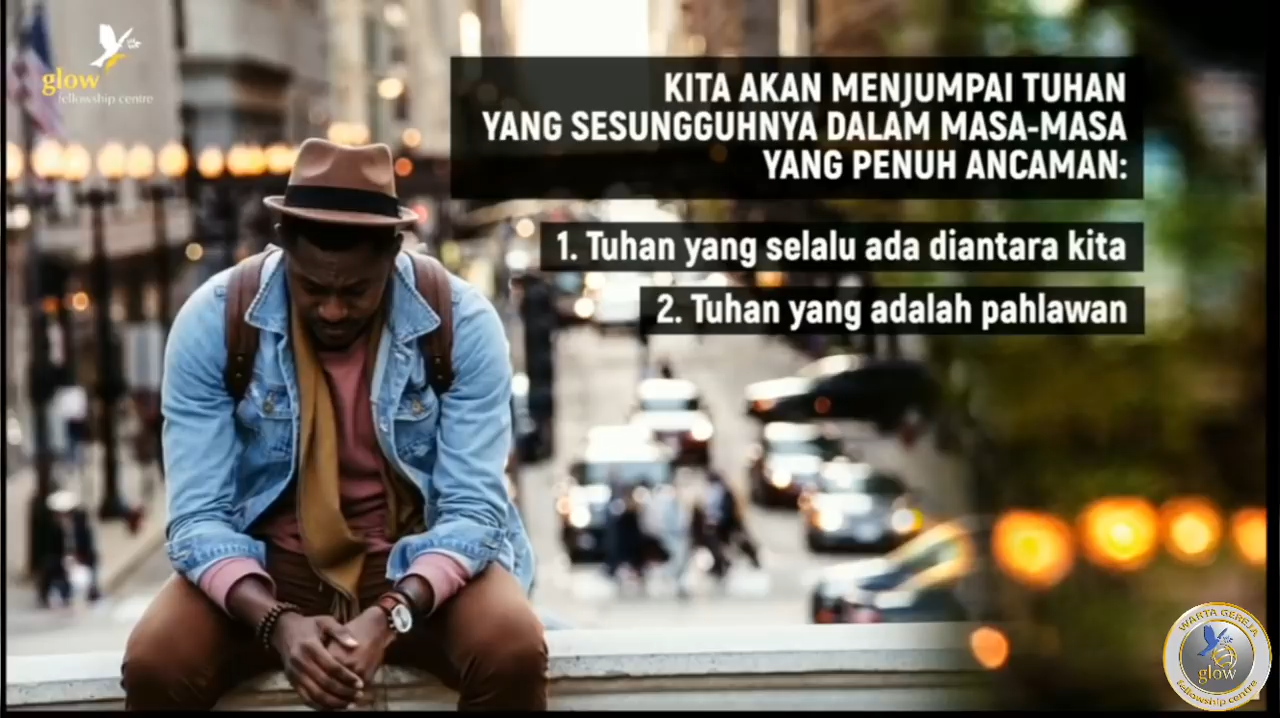 glow
fellowship centre
KITA AKAN MENJUMPAI TUHAN
YANG SESUNGGUHNYA DALAM MASA-MASA
YANG PENUH ANCAMAN:
1. Tuhan yang selalu ada diantara kita
2. Tuhan yang adalah pahlawan
WARTA GEREJA
glow
fellowship centre